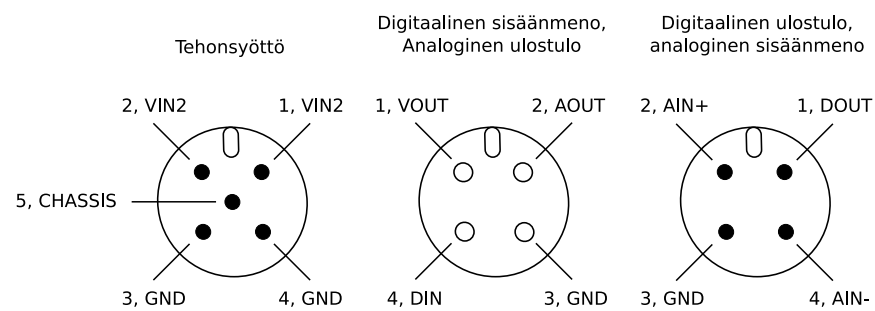 Tehonsyöttö
2, VIN2
1, VIN2
5, CHASSIS
3, GND
4, GND
Digitaalinen sisäänmeno,
Analoginen ulostulo
1, VOUT
2, AOUT
4, DIN
3, GND
Digitaalinen ulostulo,
analoginen sisäänmeno
2, AIN+
1, DOUT
3, GND
4, AIN-